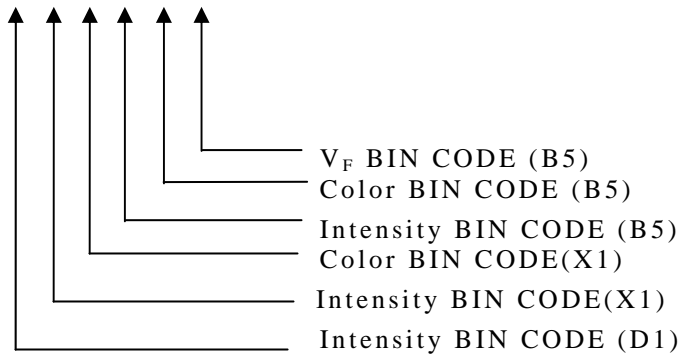 V_F BIN CODE (B5)
Color BIN CODE (B5)
Intensity BIN CODE (B5)
Color BIN CODE(X1)
Intensity BIN CODE(X1)
Intensity BIN CODE (D1)